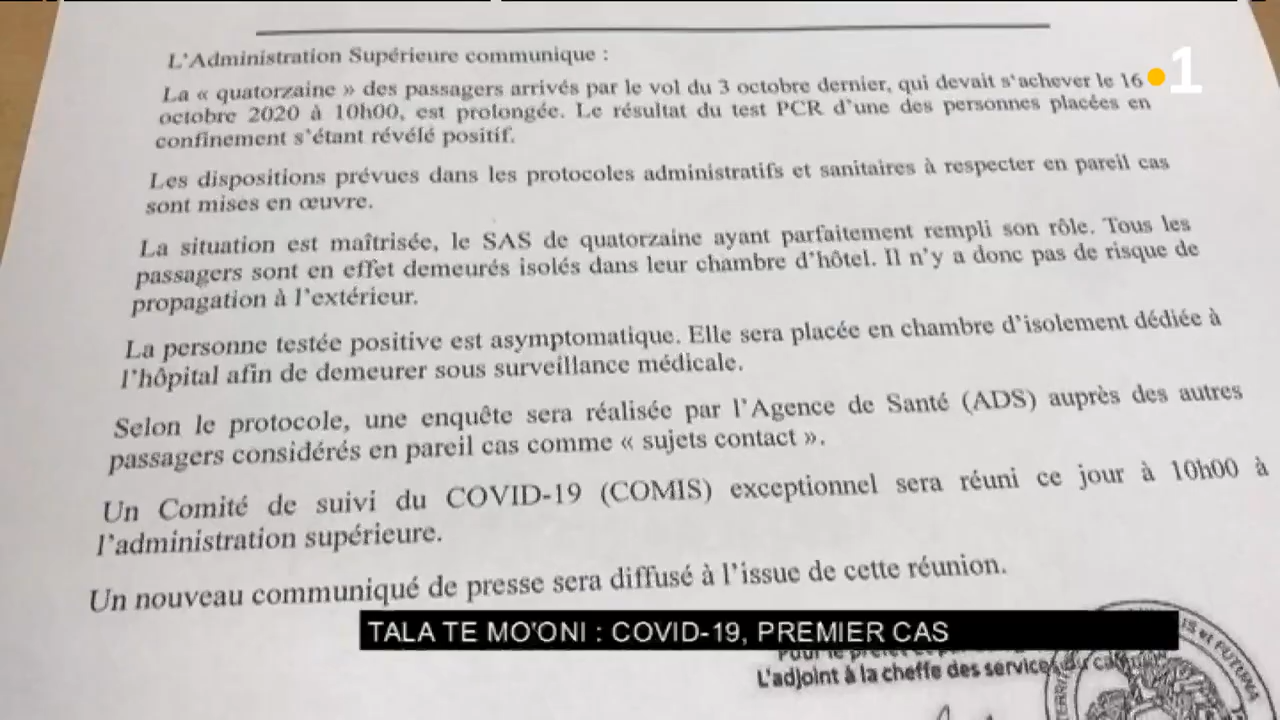 L'Administration Supérieure communique :
1
La « quatorzaine » des passagers arrivés par le vol du 3 octobre dernier, qui devait s'achever le 16
octobre 2020 à 10h00, est prolongée. Le résultat du test PCR d'une des personnes placées en
confinement s'étant révélé positif.
Les dispositions prévues dans les protocoles administratifs et sanitaires à respecter en pareil cas
sont mises en œuvre.
La situation est maîtrisée, le SAS de quatorzaine ayant parfaitement rempli son rôle. Tous les
passagers sont en effet demeurés isolés dans leur chambre d'hôtel. Il n'y a donc pas de risque de
propagation à l'extérieur.
La personne testée positive est asymptomatique. Elle sera placée en chambre d'isolement dédiée à
l'hôpital afin de demeurer sous surveillance médicale.
Selon le protocole, une enquête sera réalisée par l'Agence de Santé (ADS) auprès des autres
passagers considérés en pareil cas comme « sujets contact ».
Un Comité de suivi du COVID-19 (COMIS) exceptionnel sera réuni ce jour à 10h00 à
l'administration supérieure.
Un nouveau communiqué de presse sera diffusé à l'issue de cette réunion.
TALA TE MO'ONI : COVID-19, PREMIER CAS
Pour le préfet et
L'adjoint à la cheffe des services du
et FUTUNA